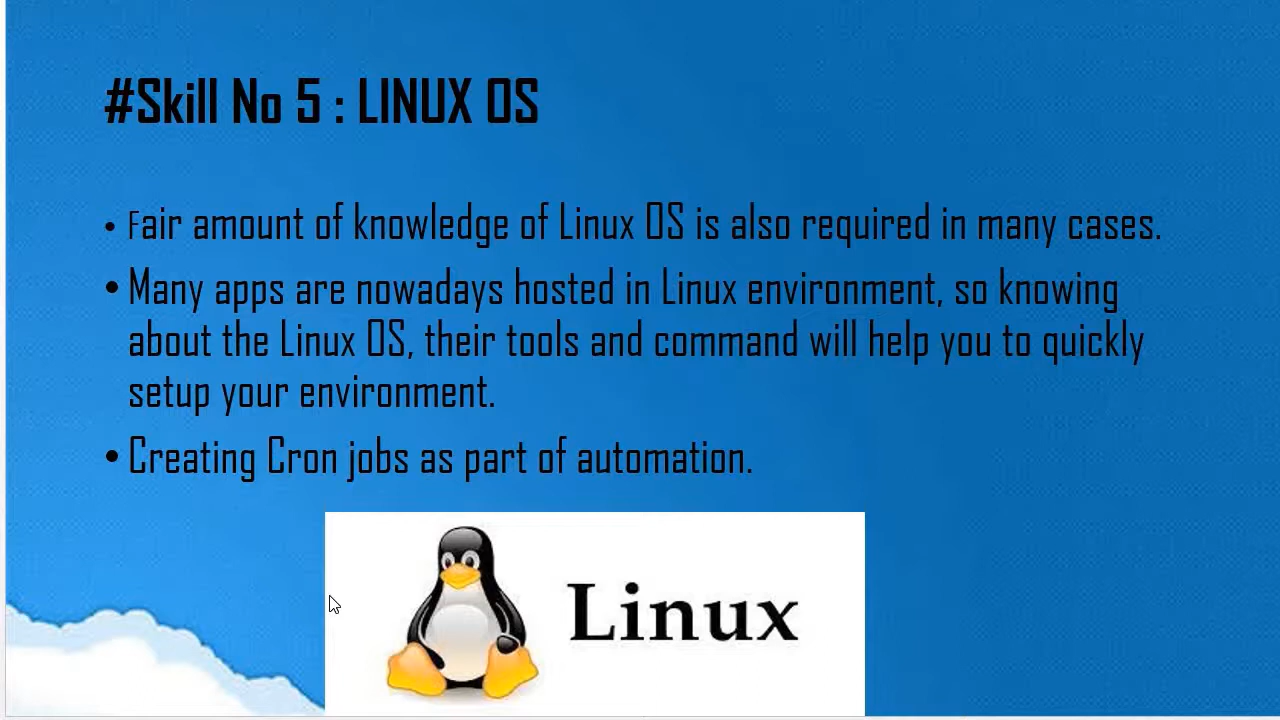 #Skill No 5 : LINUX OS
• Fair amount of knowledge of Linux OS is also required in many cases.
• Many apps are nowadays hosted in Linux environment, so knowing
about the Linux OS, their tools and command will help you to quickly
setup your environment.
• Creating Cron jobs as part of automation.
Linux